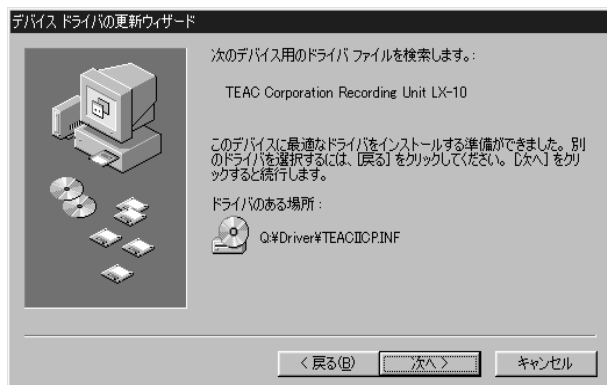 デバイス ドライバの更新ウィザード
次のデバイス用のドライバ ファイルを検索します。:
TEAC Corporation Recording Unit LX-10
このデバイスに最適なドライバをインストールする準備ができました。別
のドライバを選択するには、[戻る] をクリックしてください。[次へ] をクリ
ックすると続行します。
ドライバのある場所 :
Q:¥Driver¥TEACIICP.INF
< 戻る(B)
次へ >
キャンセル